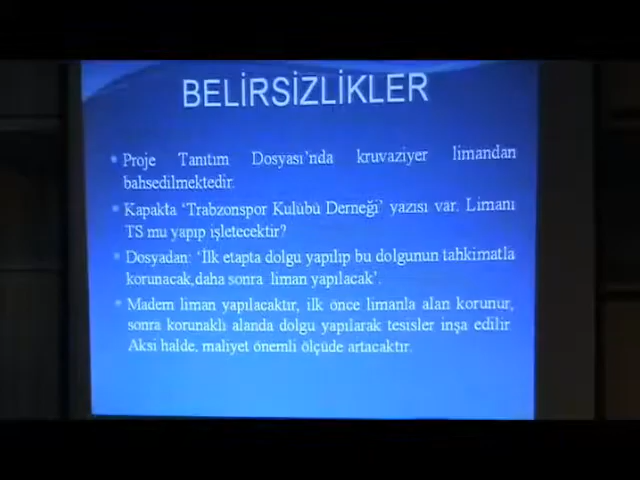 BELİRSİZLİKLER
Proje Tanıtım Dosyası'nda kruvaziyer limandan
bahsedilmektedir.
Kapakta 'Trabzonspor Kulübü Derneği' yazısı var. Limanı
TS mu yapıp işletecektir?
Dosyadan: 'İlk etapta dolgu yapılıp bu dolgunun tahkimatla
korunacak,daha sonra liman yapılacak'.
Madem liman yapılacaktır, ilk önce limanla alan korunur,
sonra korunaklı alanda dolgu yapılarak tesisler inşa edilir.
Aksi halde, maliyet önemli ölçüde artacaktır.